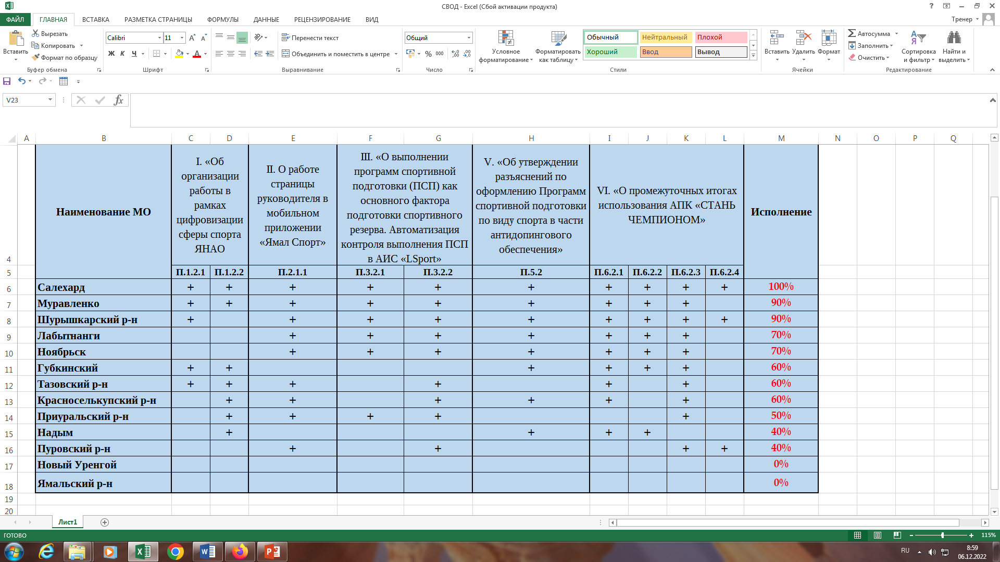 СВОД - Excel (Сбой активации продукта)
ФАЙЛ ГЛАВНАЯ ВСТАВКА РАЗМЕТКА СТРАНИЦЫ ФОРМУЛЫ ДАННЫЕ РЕЦЕНЗИРОВАНИЕ ВИД Тренер
Вставить
Вырезать
Копировать
Формат по образцу
Буфер обмена
Calibri 11
Ж К Ч
Шрифт
Перенести текст
Объединить и поместить в центре
Выравнивание
Общий
% 000
Число
Условное форматирование
Форматировать как таблицу
Обычный Нейтральный Плохой
Хороший Ввод Вывод
Стили
Вставить Удалить Формат
Ячейки
Автосумма
Заполнить
Очистить
Сортировка и фильтр
Найти и выделить
Редактирование
V23
A B C D E F G H I J K L M N O P Q
4
Наименование МО
I. «Об
организации
работы в
рамках
цифровизации
сферы спорта
ЯНАО
II. О работе
страницы
руководителя в
мобильном
приложении
«Ямал Спорт»
III. «О выполнении
программ спортивной
подготовки (ПСП) как
основного фактора
подготовки спортивного
резерва. Автоматизация
контроля выполнения ПСП
в АИС «LSport»
V. «Об утверждении
разъяснений по
оформлению Программ
спортивной подготовки
по виду спорта в части
антидопингового
обеспечения»
VI. «О промежуточных итогах
использования АПК «СТАНЬ
ЧЕМПИОНОМ»
Исполнение
5 П.1.2.1 П.1.2.2 П.2.1.1 П.3.2.1 П.3.2.2 П.5.2 П.6.2.1 П.6.2.2 П.6.2.3 П.6.2.4
6 Салехард + + + + + + + + + + 100%
7 Муравленко + + + + + + + + + 90%
8 Шурышкарский р-н + + + + + + + + + 90%
9 Лабытнанги + + + + + + + 70%
10 Ноябрьск + + + + + + + 70%
11 Губкинский + + + + + + 60%
12 Тазовский р-н + + + + + + 60%
13 Красноселькупский р-н + + + + + + 60%
14 Приуральский р-н + + + + + 50%
15 Надым + + + + 40%
16 Пуровский р-н + + + + 40%
17 Новый Уренгой 0%
18 Ямальский р-н 0%
19
20
Лист1
ГОТОВО 115%
RU 8:59
06.12.2022